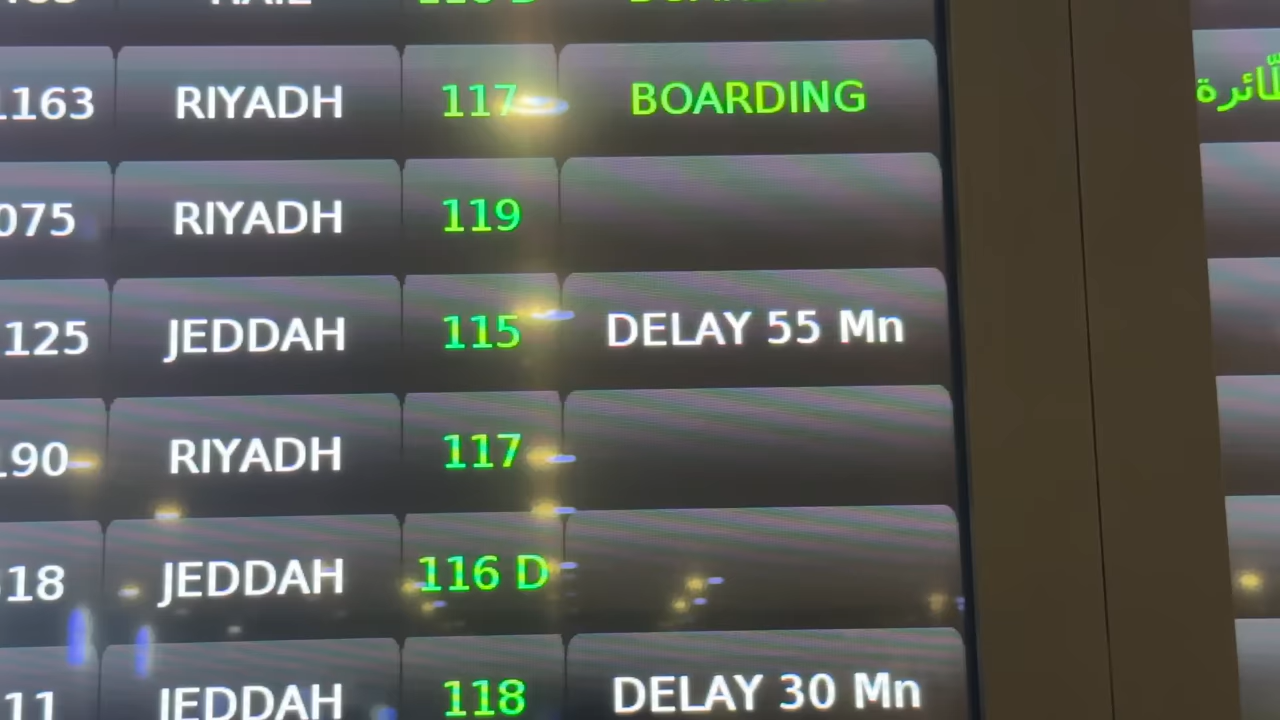 1163 RIYADH 117 BOARDING
075 RIYADH 119
125 JEDDAH 115 DELAY 55 Mn
190 RIYADH 117
18 JEDDAH 116 D
11 JEDDAH 118 DELAY 30 Mn